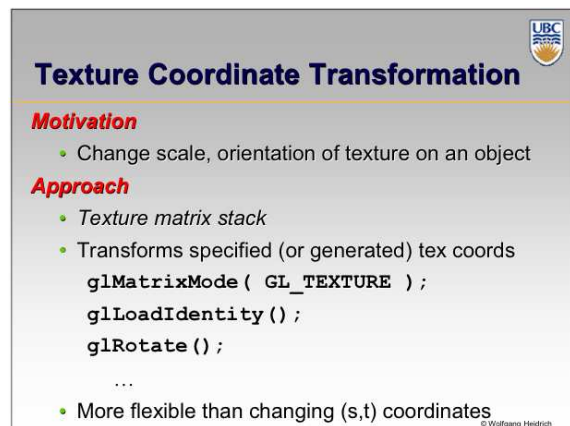 UBC
Texture Coordinate Transformation
Motivation
• Change scale, orientation of texture on an object
Approach
• Texture matrix stack
• Transforms specified (or generated) tex coords
glMatrixMode( GL_TEXTURE );
glLoadIdentity();
glRotate();
…
• More flexible than changing (s,t) coordinates
© Wolfgang Heidrich